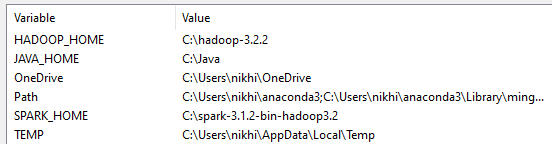 Variable Value
HADOOP_HOME C:\hadoop-3.2.2
JAVA_HOME C:\Java
OneDrive C:\Users\nikhi\OneDrive
Path C:\Users\nikhi\anaconda3;C:\Users\nikhi\anaconda3\Library\ming...
SPARK_HOME C:\spark-3.1.2-bin-hadoop3.2
TEMP C:\Users\nikhi\AppData\Local\Temp